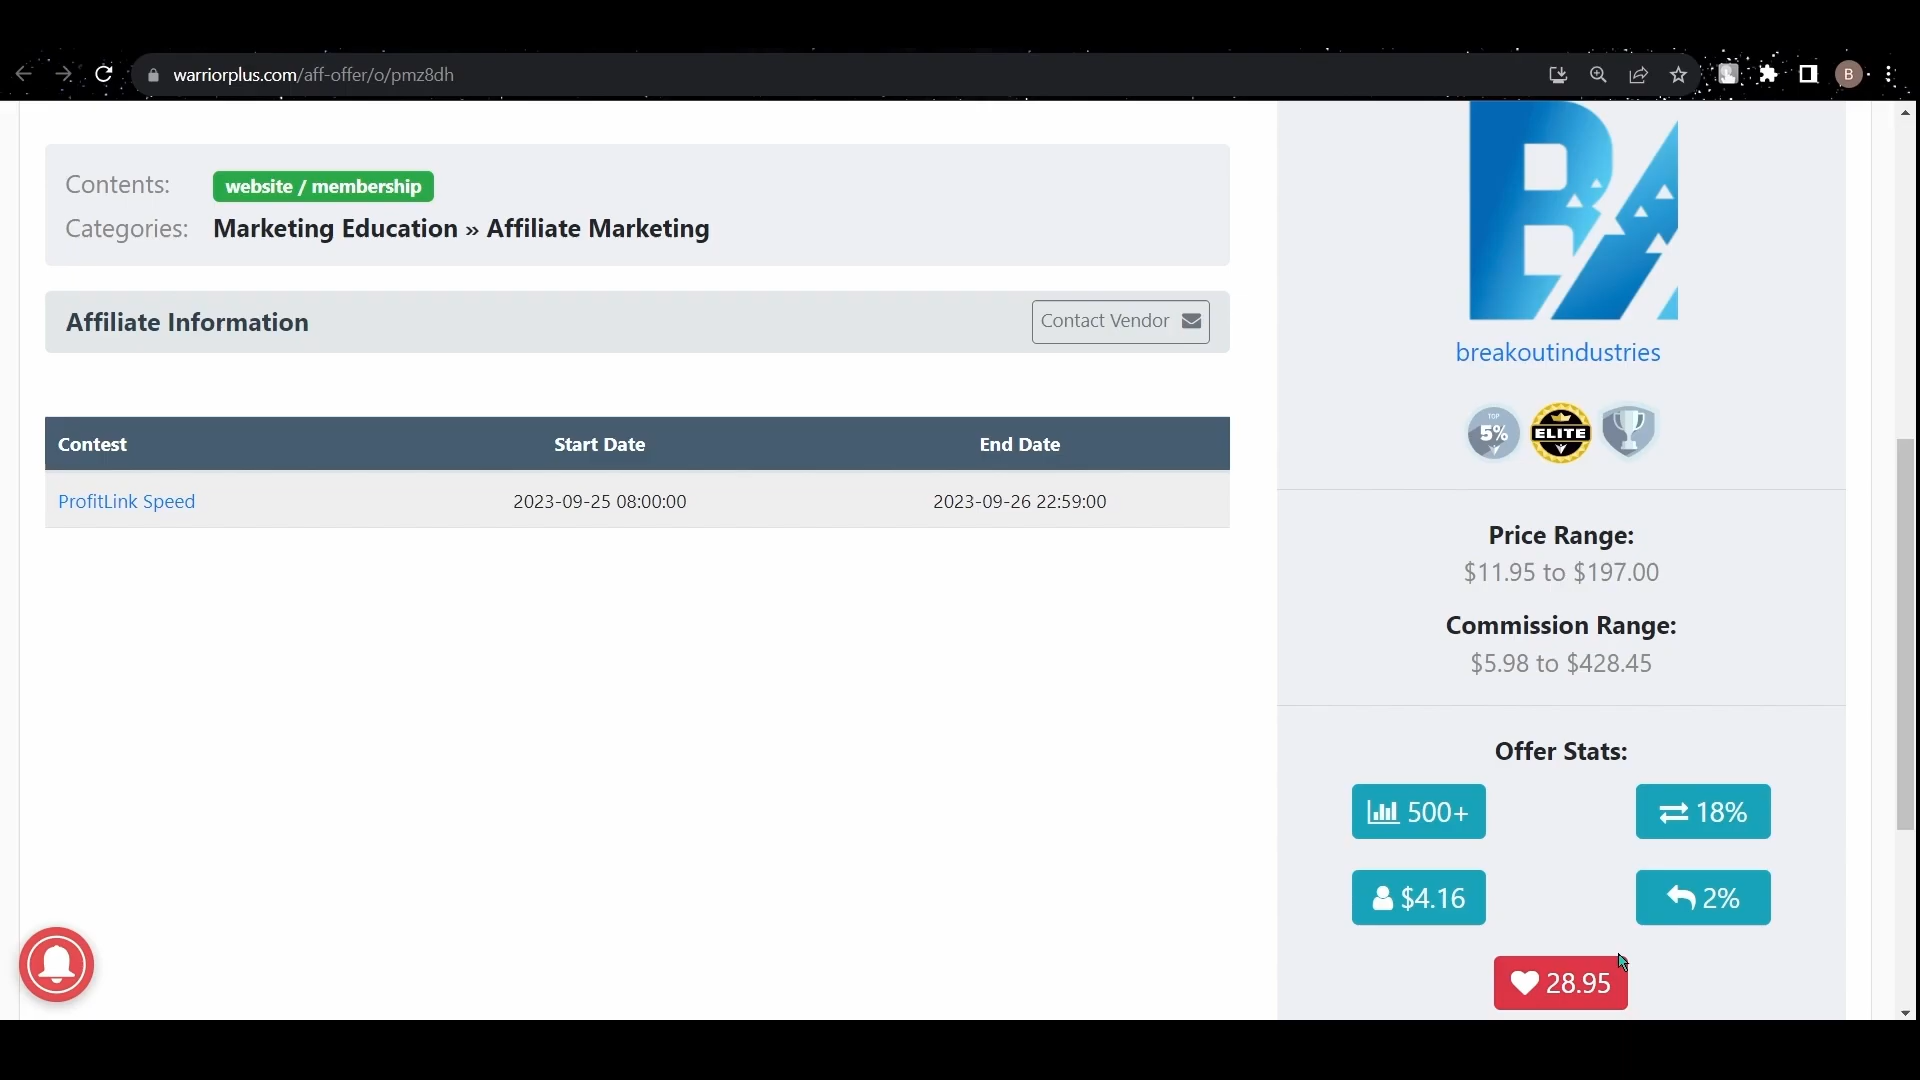 warriorplus.com/aff-offer/o/pmz8dh
B
Contents: website / membership
Categories: Marketing Education » Affiliate Marketing
Affiliate Information
Contact Vendor
Contest Start Date End Date
ProfitLink Speed 2023-09-25 08:00:00 2023-09-26 22:59:00
breakoutindustries
TOP
5%
ELITE
Price Range:
$11.95 to $197.00
Commission Range:
$5.98 to $428.45
Offer Stats:
500+ 18%
$4.16 2%
28.95